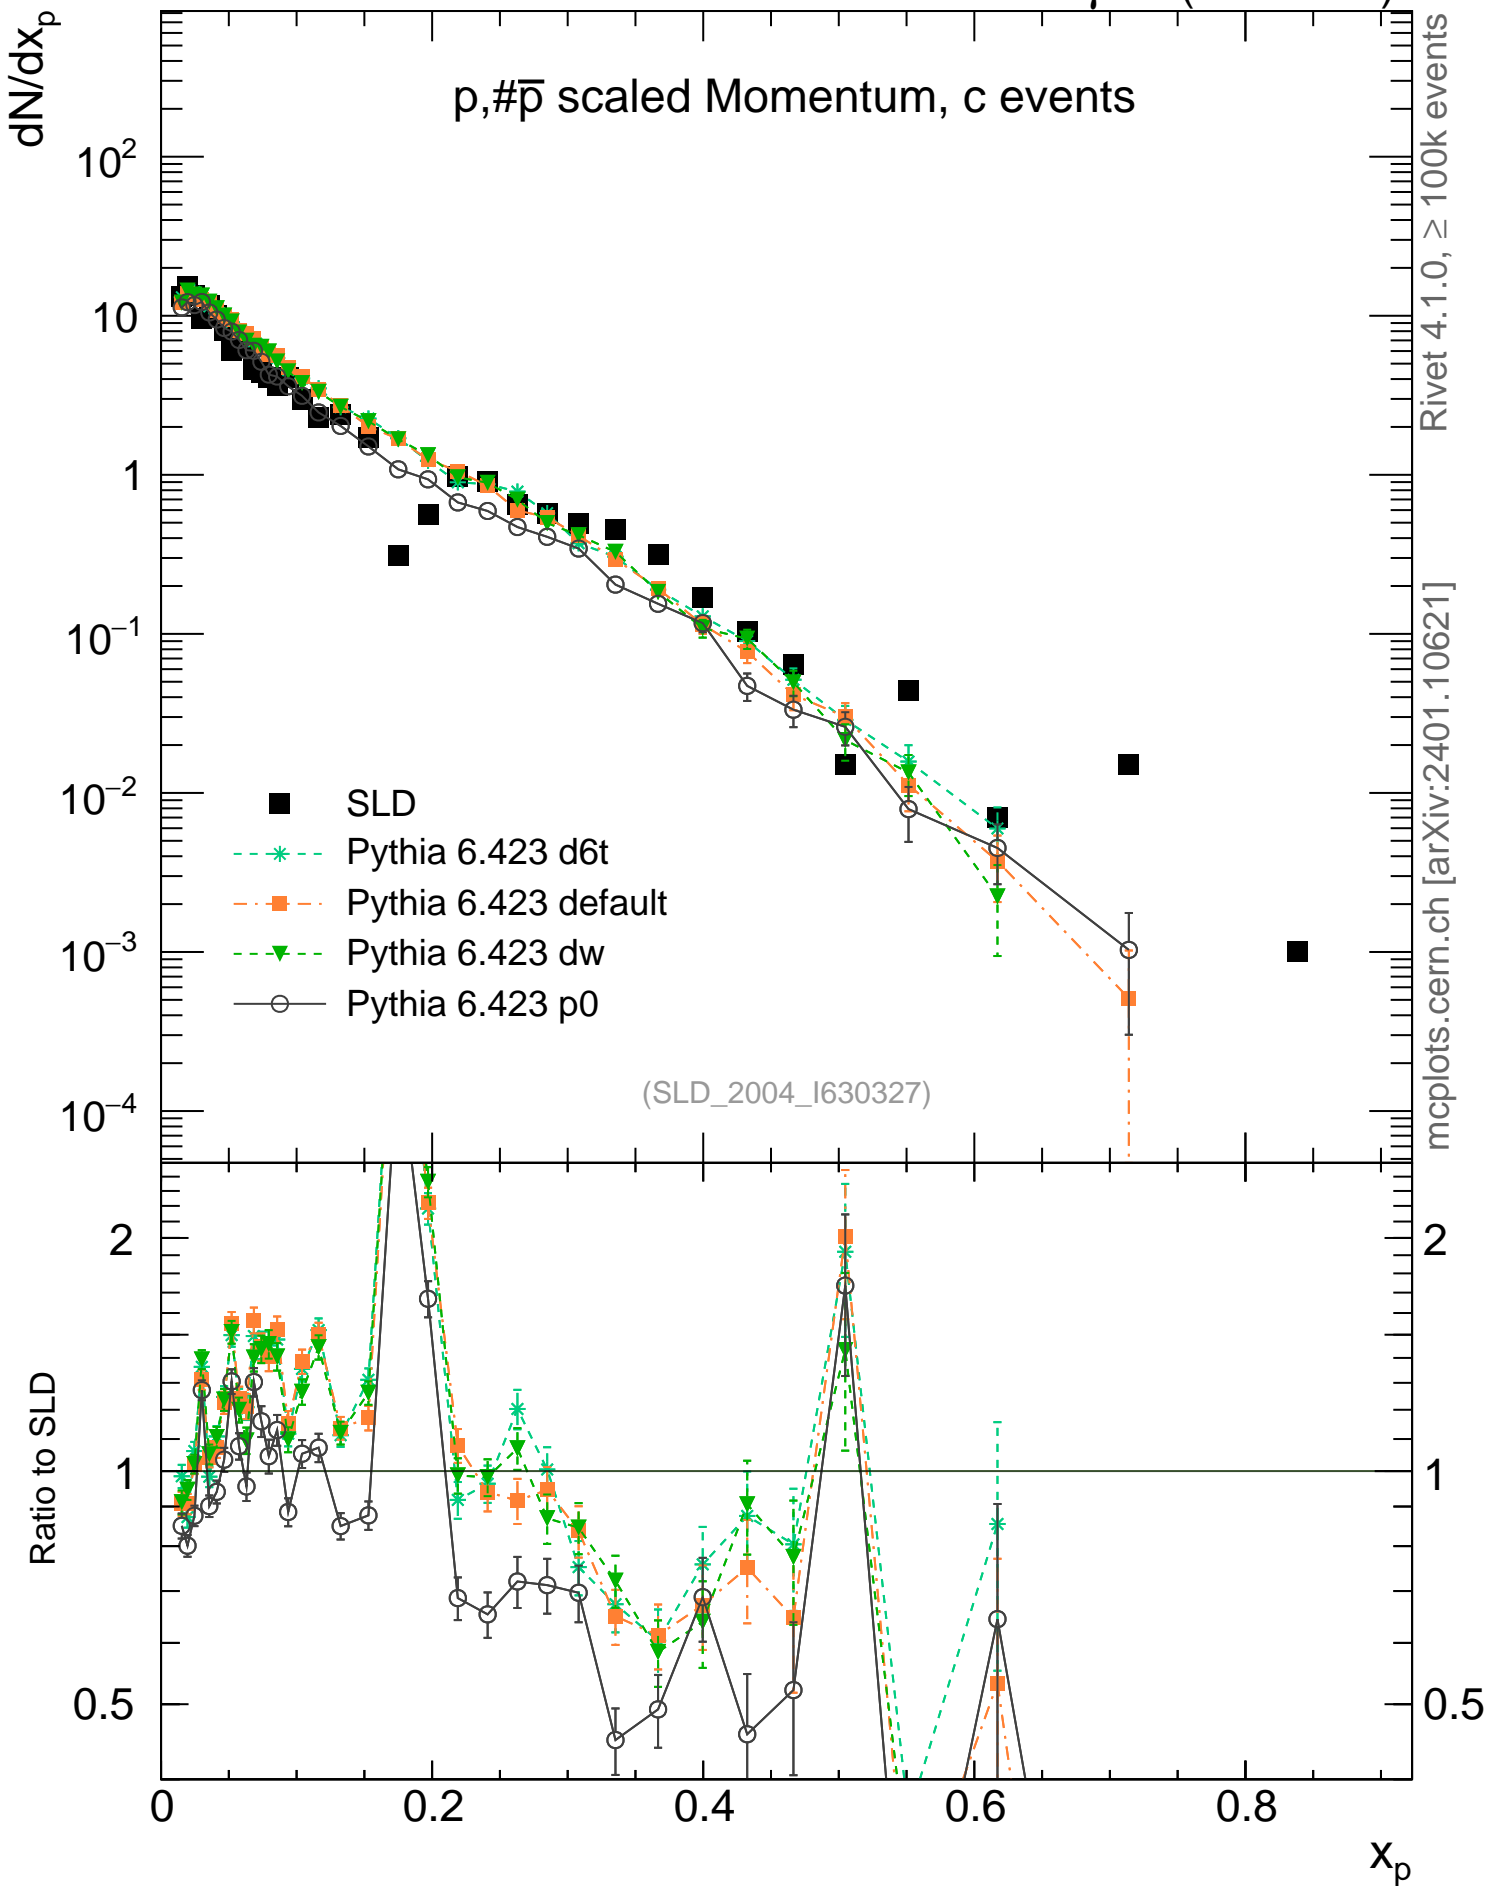 dN/dx_p
p,#p̅ scaled Momentum, c events
10²
10
1
10⁻¹
10⁻²
10⁻³
10⁻⁴
SLD
Pythia 6.423 d6t
Pythia 6.423 default
Pythia 6.423 dw
Pythia 6.423 p0
(SLD_2004_I630327)
Rivet 4.1.0, ≥ 100k events
mcplots.cern.ch [arXiv:2401.10621]
Ratio to SLD
2
1
0.5
2
1
0.5
0
0.2
0.4
0.6
0.8
x_p